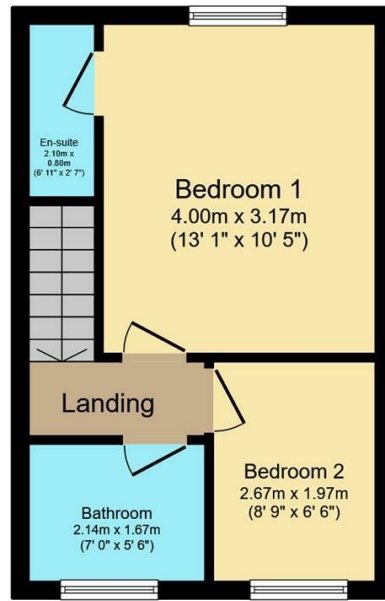 En-suite
2.10m x
0.80m
(6' 11" x 2' 7")
Bedroom 1
4.00m x 3.17m
(13' 1" x 10' 5")
Landing
Bedroom 2
2.67m x 1.97m
(8' 9" x 6' 6")
Bathroom
2.14m x 1.67m
(7' 0" x 5' 6")